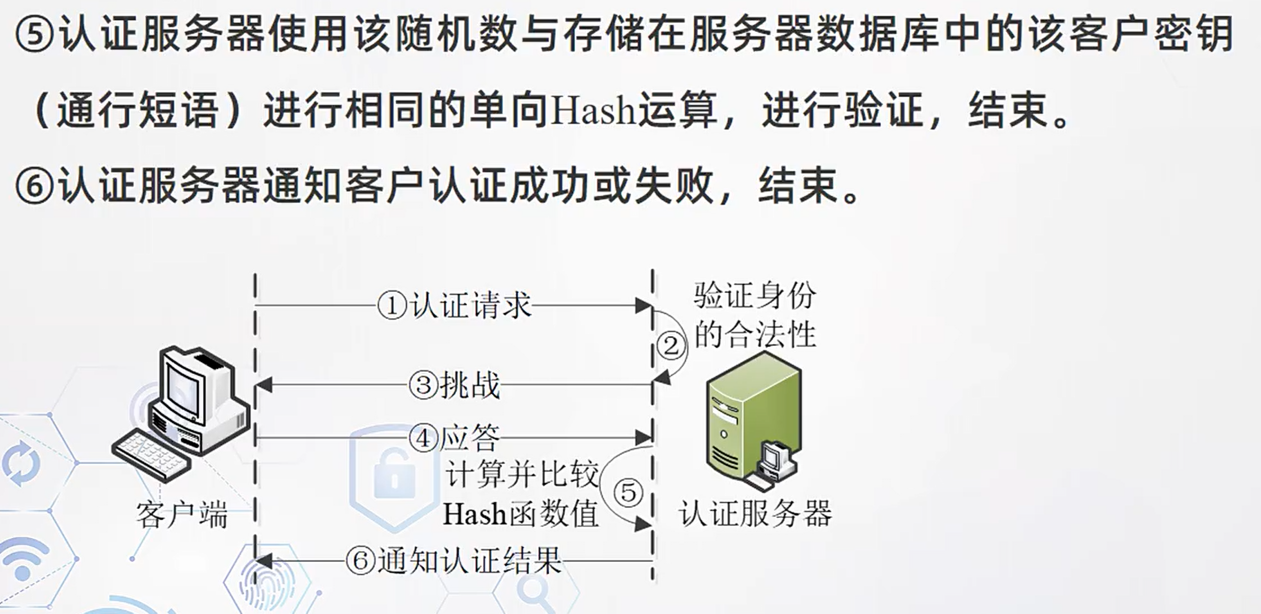 ⑤认证服务器使用该随机数与存储在服务器数据库中的该客户密钥
（通行短语）进行相同的单向Hash运算，进行验证，结束。
⑥认证服务器通知客户认证成功或失败，结束。
①认证请求
验证身份
的合法性
②
③挑战
④应答
计算并比较
Hash函数值
⑤
客户端
认证服务器
⑥通知认证结果